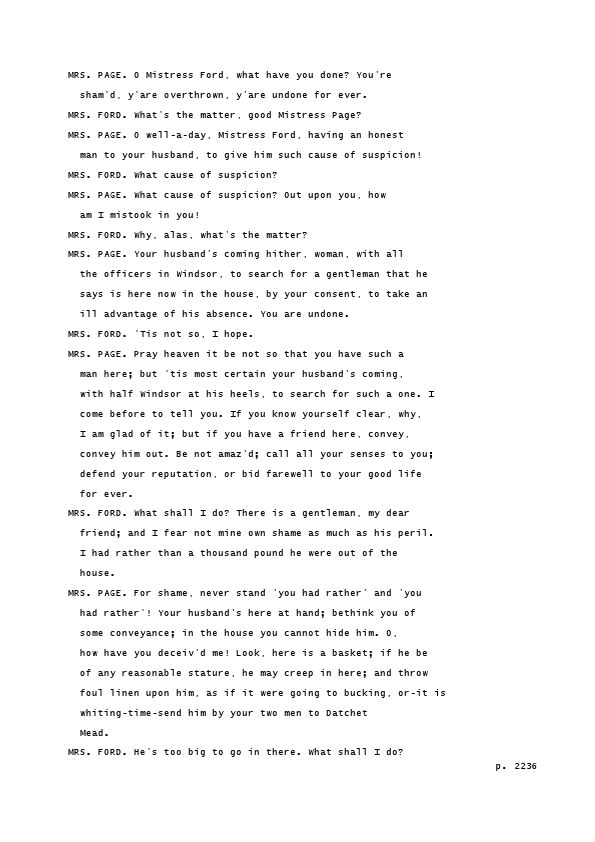 MRS. PAGE. O Mistress Ford, what have you done? You're
sham'd, y'are overthrown, y'are undone for ever.
MRS. FORD. What's the matter, good Mistress Page?
MRS. PAGE. O well-a-day, Mistress Ford, having an honest
man to your husband, to give him such cause of suspicion!
MRS. FORD. What cause of suspicion?
MRS. PAGE. What cause of suspicion? Out upon you, how
am I mistook in you!
MRS. FORD. Why, alas, what's the matter?
MRS. PAGE. Your husband's coming hither, woman, with all
the officers in Windsor, to search for a gentleman that he
says is here now in the house, by your consent, to take an
ill advantage of his absence. You are undone.
MRS. FORD. 'Tis not so, I hope.
MRS. PAGE. Pray heaven it be not so that you have such a
man here; but 'tis most certain your husband's coming,
with half Windsor at his heels, to search for such a one. I
come before to tell you. If you know yourself clear, why,
I am glad of it; but if you have a friend here, convey,
convey him out. Be not amaz'd; call all your senses to you;
defend your reputation, or bid farewell to your good life
for ever.
MRS. FORD. What shall I do? There is a gentleman, my dear
friend; and I fear not mine own shame as much as his peril.
I had rather than a thousand pound he were out of the
house.
MRS. PAGE. For shame, never stand 'you had rather' and 'you
had rather'! Your husband's here at hand; bethink you of
some conveyance; in the house you cannot hide him. O,
how have you deceiv'd me! Look, here is a basket; if he be
of any reasonable stature, he may creep in here; and throw
foul linen upon him, as if it were going to bucking, or-it is
whiting-time-send him by your two men to Datchet
Mead.
MRS. FORD. He's too big to go in there. What shall I do?
p. 2236